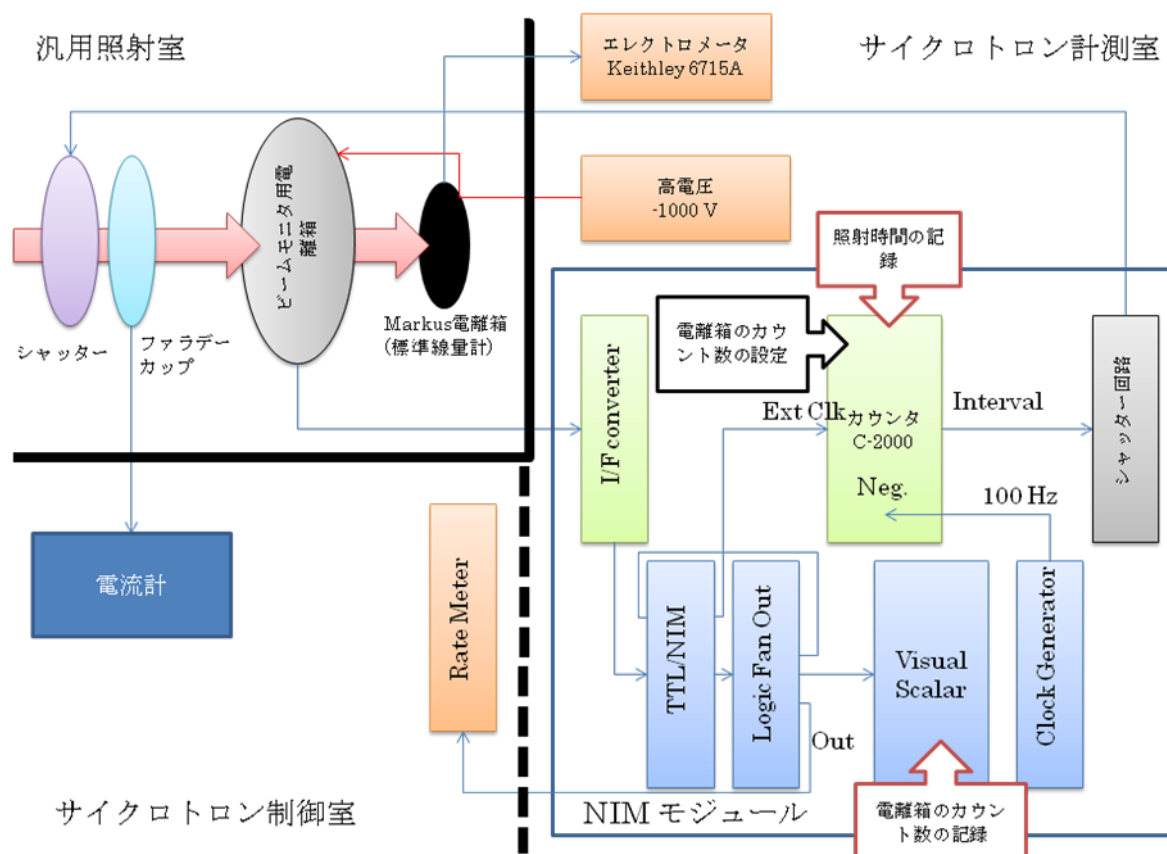 汎用照射室
エレクトロメータ
Keithley 6715A
サイクロトロン計測室
高電圧
-1000 V
ビームモニタ用電
離箱
照射時間の記
録
Markus電離箱
(標準線量計)
シャッター
ファラデー
カップ
電離箱のカウ
ント数の設定
I/F converter
Ext Clk
カウンタ
C-2000
Neg.
Interval
シャッター回路
100 Hz
電流計
Rate Meter
TTL/NIM
Logic Fan Out
Visual
Scalar
Clock Generator
Out
サイクロトロン制御室
NIM モジュール
電離箱のカウン
ト数の記録